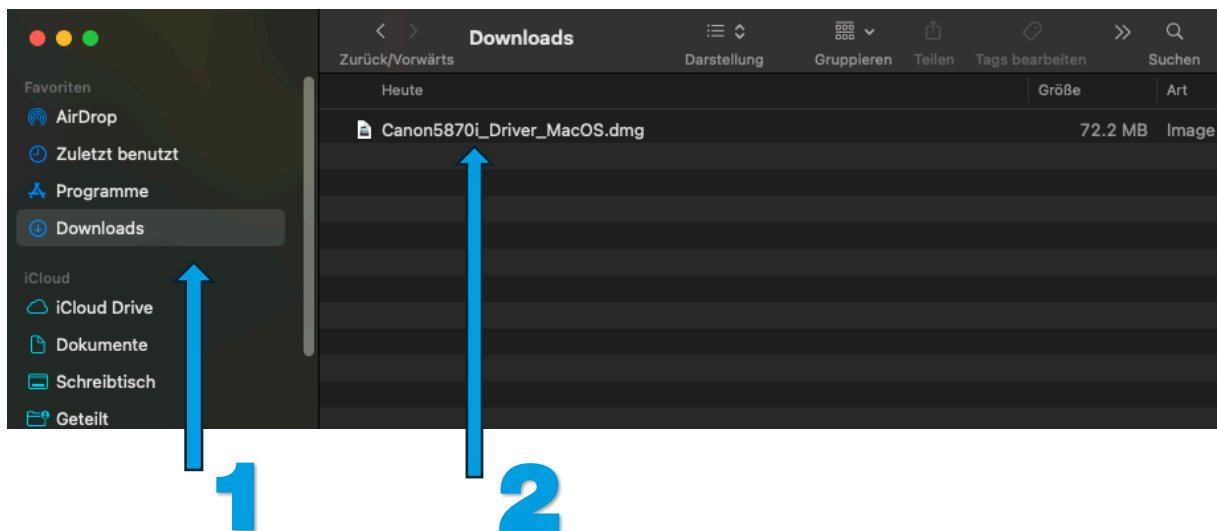 Downloads
Zurück/Vorwärts
Darstellung
Gruppieren
Teilen
Tags bearbeiten
Suchen
Favoriten
AirDrop
Zuletzt benutzt
Programme
Downloads
iCloud
iCloud Drive
Dokumente
Schreibtisch
Geteilt
Heute Größe Art
Canon5870i_Driver_MacOS.dmg 72.2 MB Image
1
2